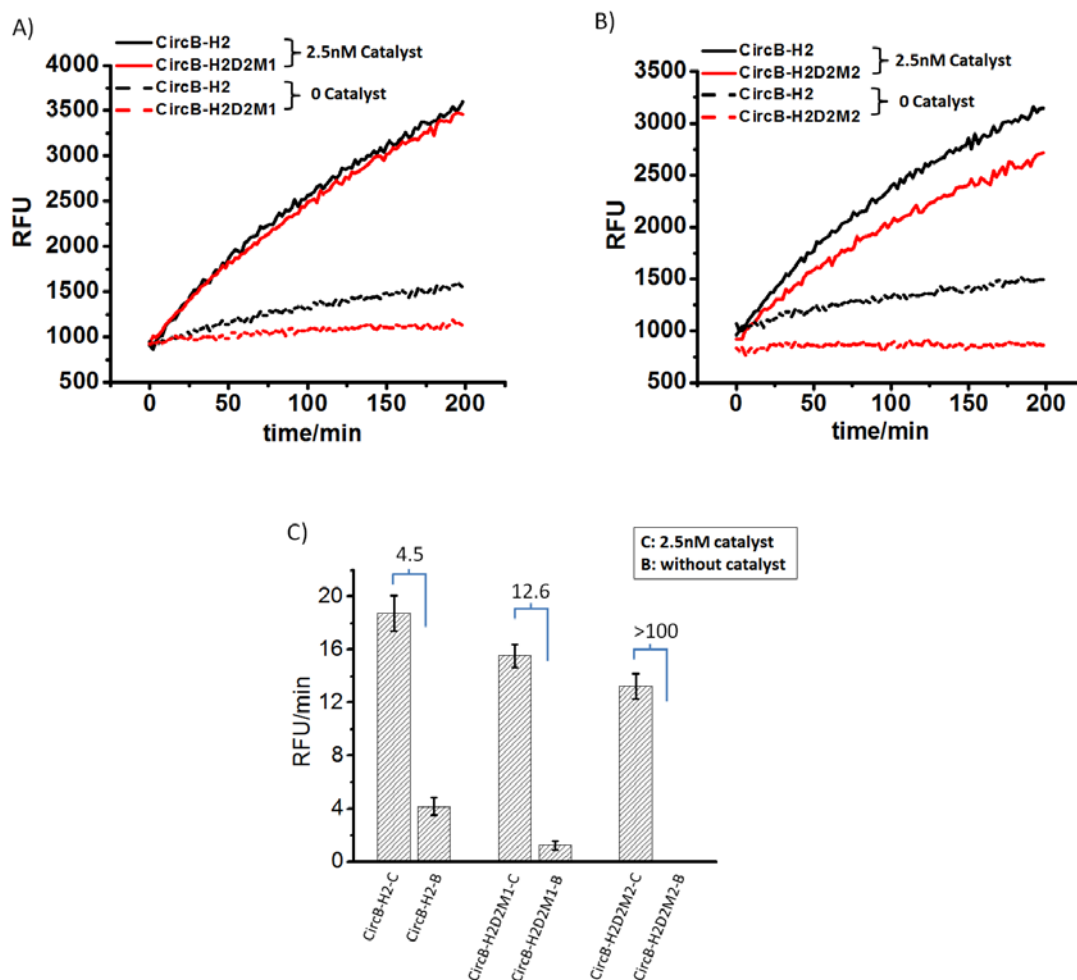 A)
CircB-H2
CircB-H2D2M1
2.5nM Catalyst
CircB-H2
CircB-H2D2M1
0 Catalyst
4000
3500
3000
2500
2000
1500
1000
500
RFU
0 50 100 150 200
time/min
B)
CircB-H2
CircB-H2D2M2
2.5nM Catalyst
CircB-H2
CircB-H2D2M2
0 Catalyst
3500
3000
2500
2000
1500
1000
500
RFU
0 50 100 150 200
time/min
C)
C: 2.5nM catalyst
B: without catalyst
4.5
12.6
>100
20
16
12
8
4
0
RFU/min
CircB-H2-C
CircB-H2-B
CircB-H2D2M1-C
CircB-H2D2M1-B
CircB-H2D2M2-C
CircB-H2D2M2-B